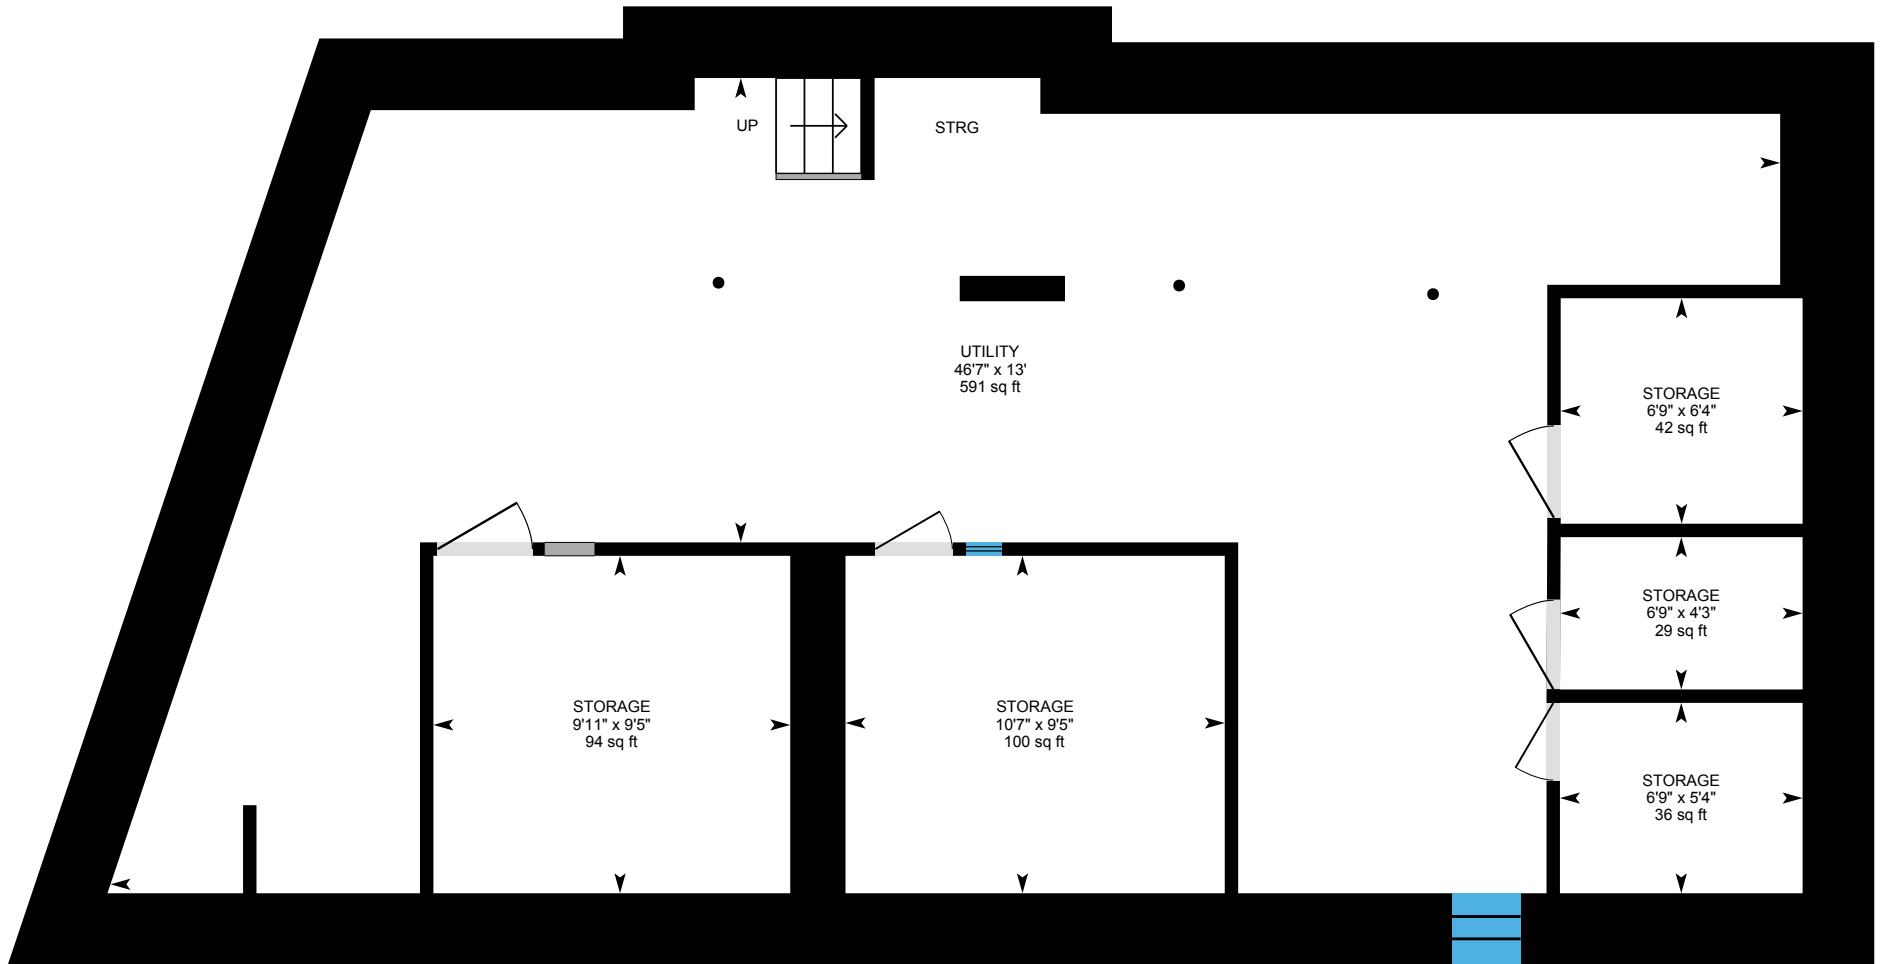 UP
STRG
UTILITY
46'7" x 13'
591 sq ft
STORAGE
6'9" x 6'4"
42 sq ft
STORAGE
6'9" x 4'3"
29 sq ft
STORAGE
9'11" x 9'5"
94 sq ft
STORAGE
10'7" x 9'5"
100 sq ft
STORAGE
6'9" x 5'4"
36 sq ft